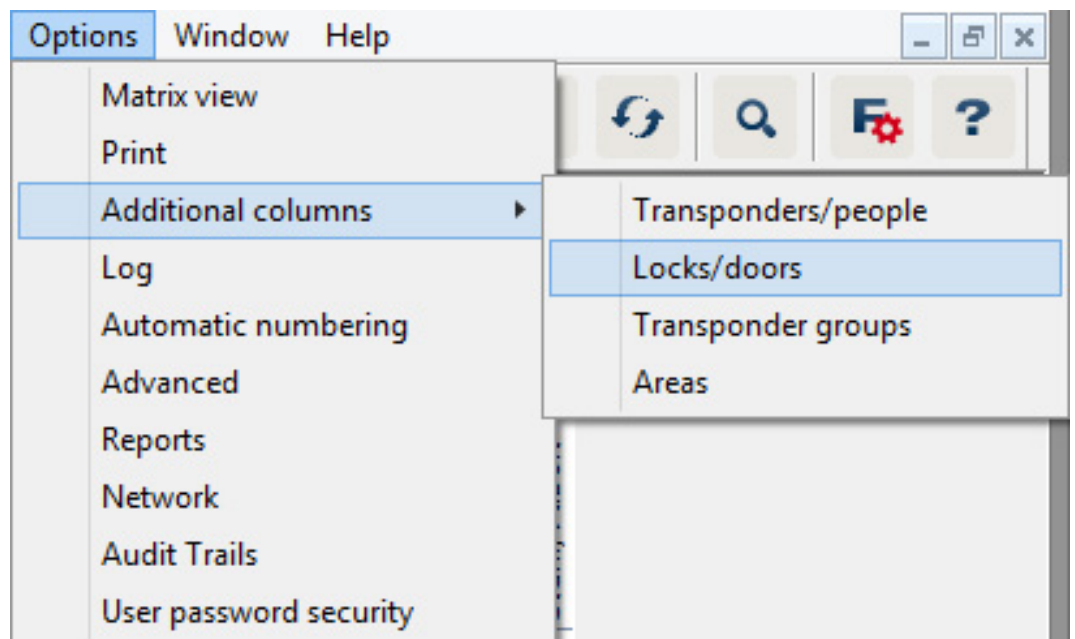 Options Window Help
Matrix view
Print
Additional columns
Log
Automatic numbering
Advanced
Reports
Network
Audit Trails
User password security
F ?
Transponders/people
Locks/doors
Transponder groups
Areas